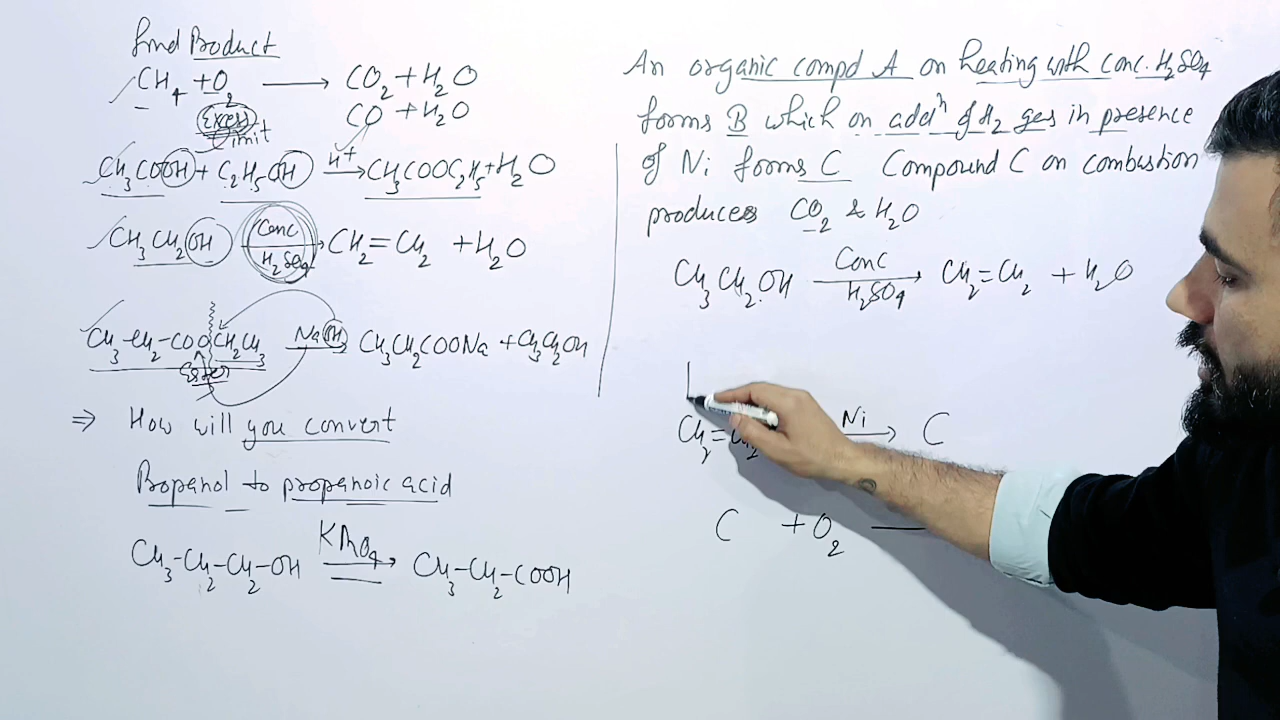 find Product
CH4 + O2 → CO2 + H2O
(Excess) CO + H2O
Limit
CH3COOH + C2H5OH H+→ CH3COOC2H5 + H2O
CH3CH2OH Conc H2SO4→ CH2=CH2 + H2O
CH3-CH2-COOCH2CH3 NaOH CH3CH2COONa + CH3CH2OH
Ester
⇒ How will you convert
Propanol to propanoic acid
CH3-CH2-CH2-OH KMnO4→ CH3-CH2-COOH
An organic compd A on heating with conc. H2SO4
forms B which on addn of H2 gas in presence
of Ni forms C Compound C on combustion
produces CO2 & H2O
CH3CH2OH Conc H2SO4→ CH2=CH2 + H2O
CH2=CH2 Ni→ C
C + O2